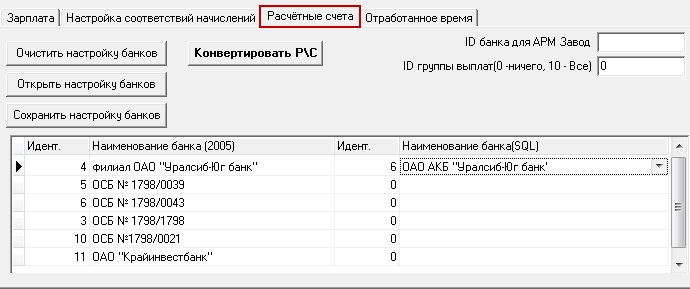 Зарплата Настройка соответствий начислений Расчётные счета Отработанное время
Очистить настройку банков Конвертировать Р\С ID банка для АРМ Завод
ID группы выплат(0 -ничего, 10 - Все) 0
Открыть настройку банков
Сохранить настройку банков
Идент. Наименование банка (2005) Идент. Наименование банка(SQL)
4 филиал ОАО "Уралсиб-Юг банк" 6 ОАО АКБ "Уралсиб-Юг банк'
5 ОСБ № 1798/0039 0
6 ОСБ № 1798/0043 0
3 ОСБ № 1798/1798 0
10 ОСБ №1798/0021 0
11 ОАО "Крайинвестбанк" 0